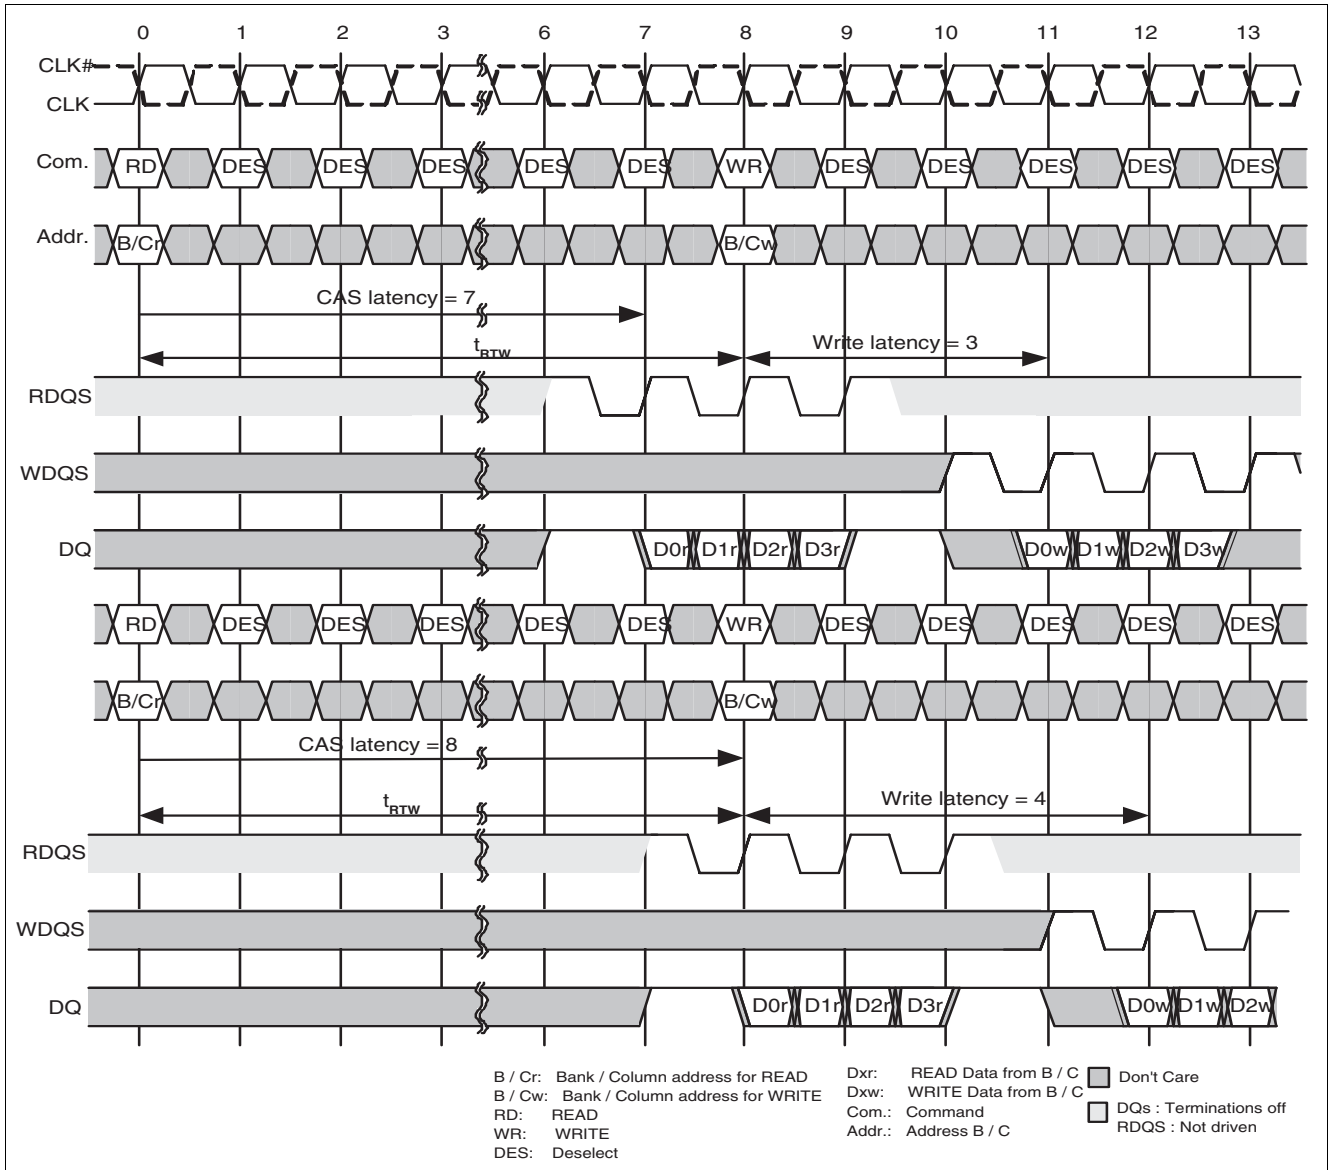 0 1 2 3 6 7 8 9 10 11 12 13
CLK#
CLK
Com. RD DES DES DES DES DES WR DES DES DES DES DES
Addr. B/Cr B/Cw
CAS latency = 7
tRTW Write latency = 3
RDQS
WDQS
DQ D0r D1r D2r D3r D0w D1w D2w D3w
RD DES DES DES DES DES WR DES DES DES DES DES
B/Cr B/Cw
CAS latency = 8
tRTW Write latency = 4
RDQS
WDQS
DQ D0r D1r D2r D3r D0w D1w D2w
B / Cr: Bank / Column address for READ
B / Cw: Bank / Column address for WRITE
RD: READ
WR: WRITE
DES: Deselect
Dxr: READ Data from B / C
Dxw: WRITE Data from B / C
Com.: Command
Addr.: Address B / C
Don't Care
DQs : Terminations off
RDQS : Not driven